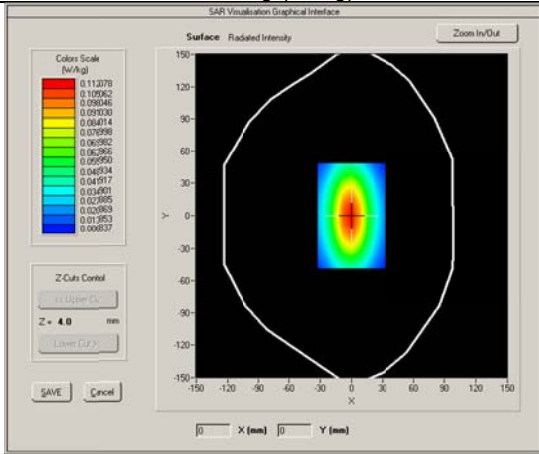 SAR Visualisation Graphical Interface
Surface Radiated Intensity
Zoom In/Out
Colors Scale
(W/kg)
0.112078
0.105062
0.098046
0.091030
0.084014
0.076998
0.069982
0.062966
0.055950
0.048934
0.041917
0.034901
0.027885
0.020869
0.013853
0.006837
150
120
90
60
30
0
-30
-60
-90
-120
-150
Y
-150 -120 -90 -60 -30 0 30 60 90 120 150
X
Z-Cuts Control
<< Upper Cut
Z = 4.0 mm
Lower Cut >>
SAVE Cancel
0 X (mm) 0 Y (mm)